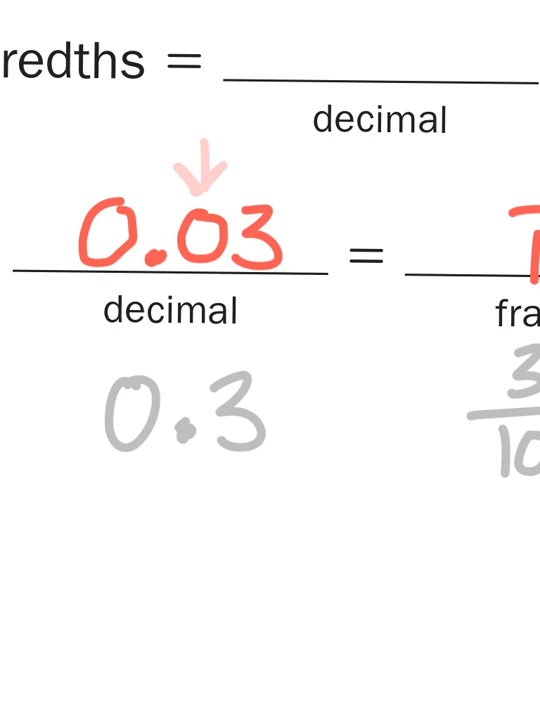 redths = 
decimal
0.03 =
decimal fra
0.3 3
10